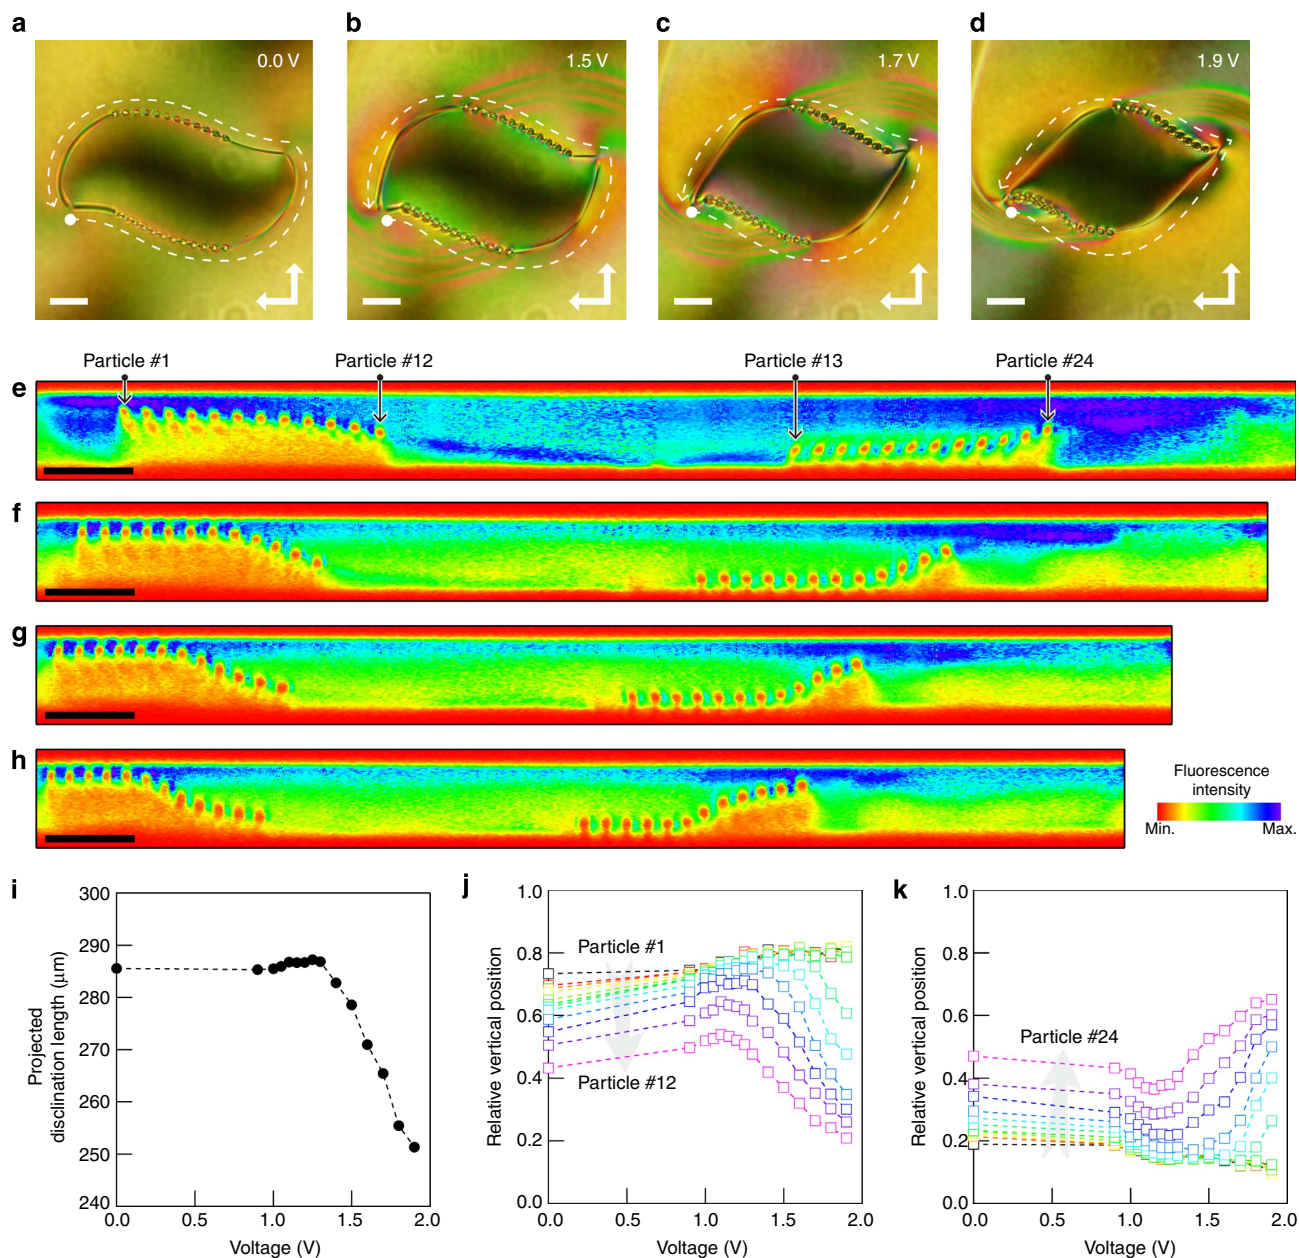 a
b
c
d
0.0 V
1.5 V
1.7 V
1.9 V
Particle #1
Particle #12
Particle #13
Particle #24
e
f
g
h
Fluorescence
intensity
Min.
Max.
i
Projected
disclination length (μm)
300
290
280
270
260
250
240
0.0
0.5
1.0
1.5
2.0
Voltage (V)
j
Relative vertical position
1.0
0.8
0.6
0.4
0.2
0.0
Particle #1
Particle #12
0.0
0.5
1.0
1.5
2.0
Voltage (V)
k
Relative vertical position
1.0
0.8
0.6
0.4
0.2
0.0
Particle #24
0.0
0.5
1.0
1.5
2.0
Voltage (V)